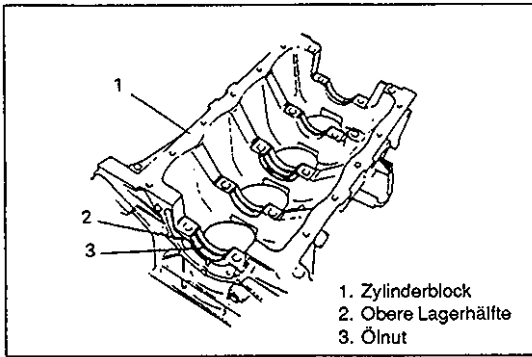 1
2
3
1. Zylinderblock
2. Obere Lagerhälfte
3. Ölnut